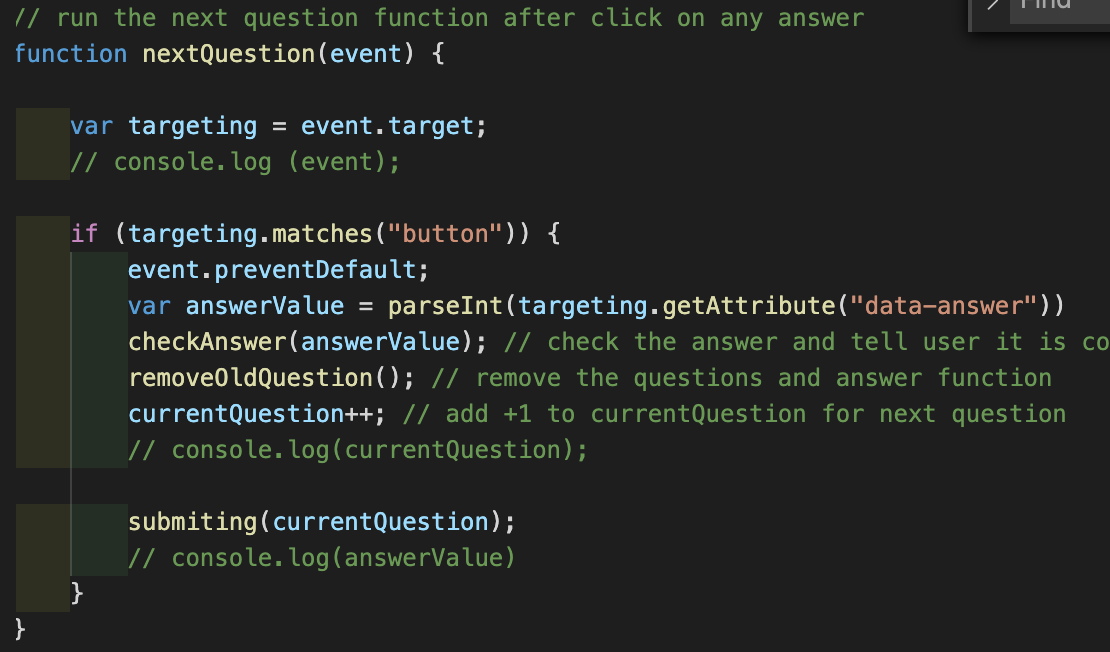 // run the next question function after click on any answer
function nextQuestion(event) {
var targeting = event.target;
// console.log (event);
if (targeting.matches("button")) {
event.preventDefault;
var answerValue = parseInt(targeting.getAttribute("data-answer"))
checkAnswer(answerValue); // check the answer and tell user it is co
removeOldQuestion(); // remove the questions and answer function
currentQuestion++; // add +1 to currentQuestion for next question
// console.log(currentQuestion);
submiting(currentQuestion);
// console.log(answerValue)
}
}